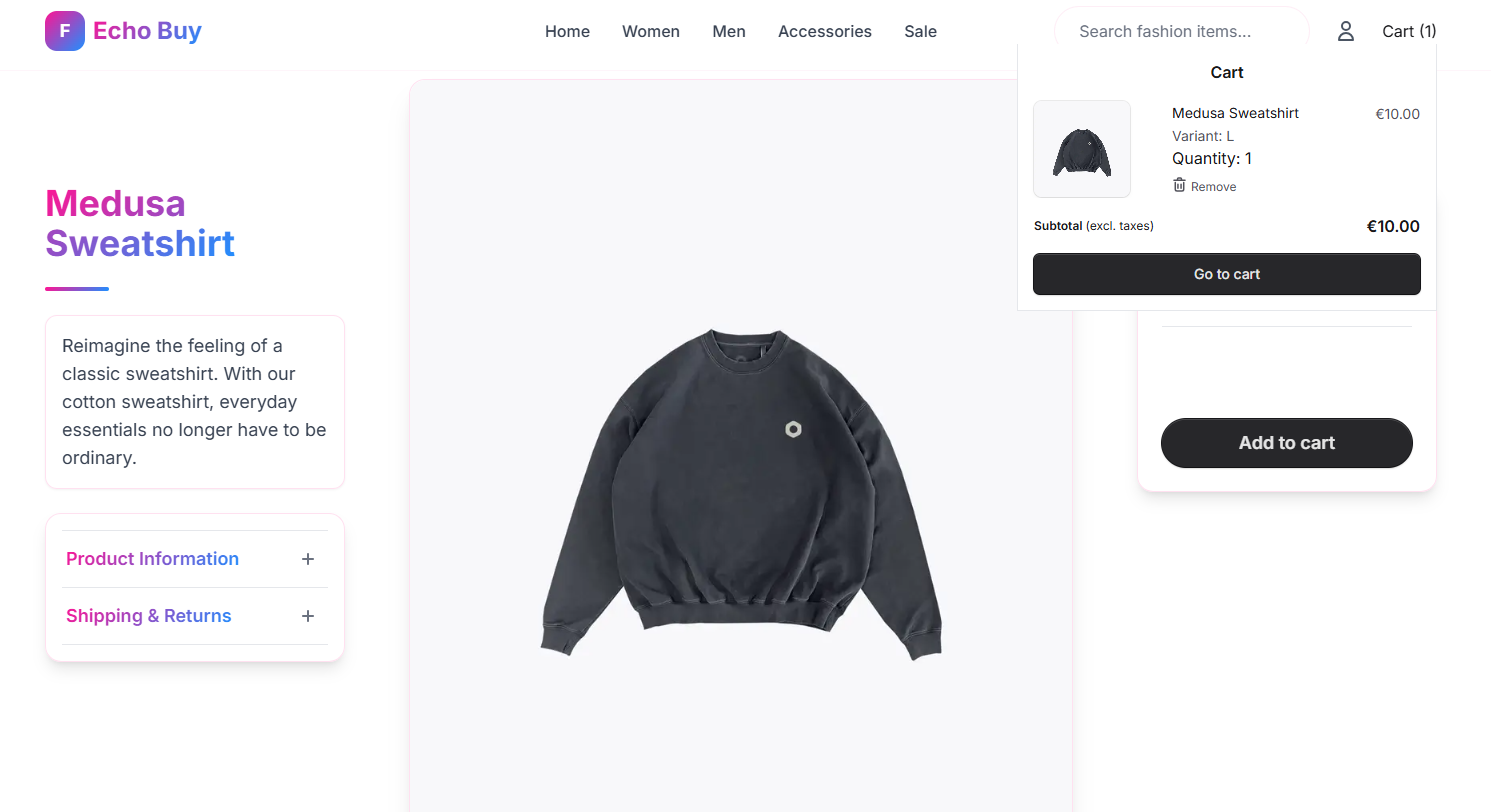 F Echo Buy
Home Women Men Accessories Sale
Search fashion items...
Cart (1)
Cart
Medusa Sweatshirt €10.00
Variant: L
Quantity: 1
Remove
Subtotal (excl. taxes) €10.00
Go to cart
Medusa
Sweatshirt
Reimagine the feeling of a
classic sweatshirt. With our
cotton sweatshirt, everyday
essentials no longer have to be
ordinary.
Product Information
Shipping & Returns
Add to cart